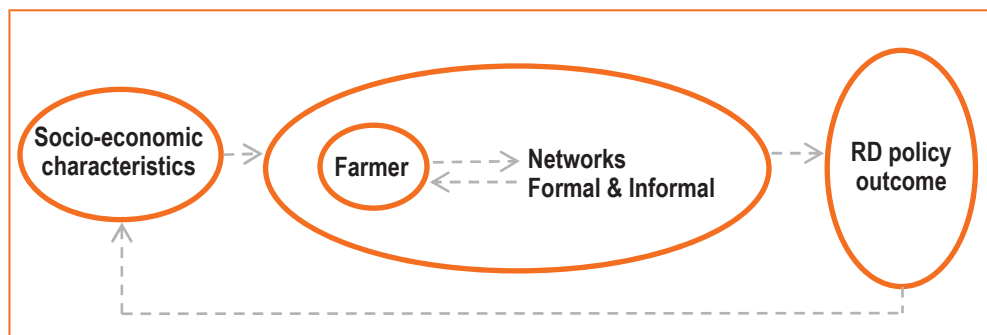 Socio-economic
characteristics
Farmer
Networks
Formal & Informal
RD policy
outcome